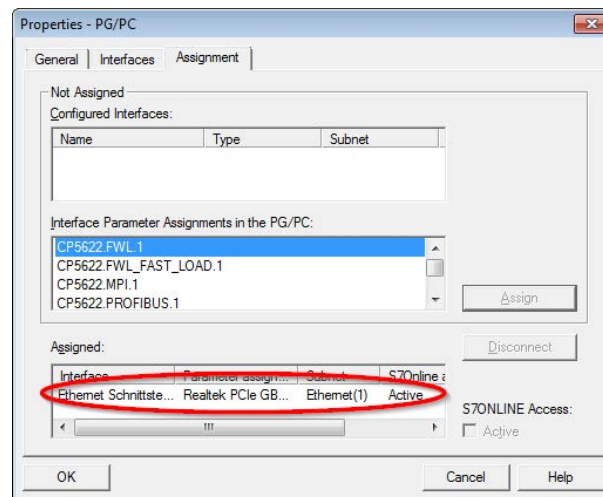 Properties - PG/PC
General Interfaces Assignment
Not Assigned
Configured Interfaces:
Name Type Subnet
Interface Parameter Assignments in the PG/PC:
CP5622.FWL.1
CP5622.FWL_FAST_LOAD.1
CP5622.MPI.1
CP5622.PROFIBUS.1
Assign
Assigned:
Disconnect
Interface Parameter assign... Subnet S7Online a
Ethernet Schnittste... Realtek PCIe GB... Ethernet(1) Active
S7ONLINE Access:
Active
OK Cancel Help